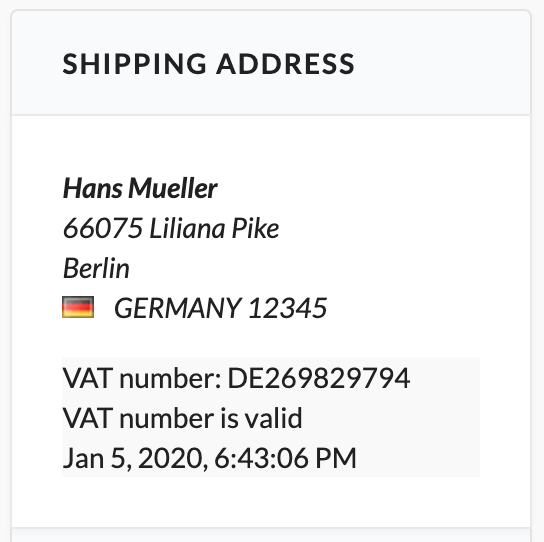 SHIPPING ADDRESS
Hans Mueller
66075 Liliana Pike
Berlin
GERMANY 12345
VAT number: DE269829794
VAT number is valid
Jan 5, 2020, 6:43:06 PM